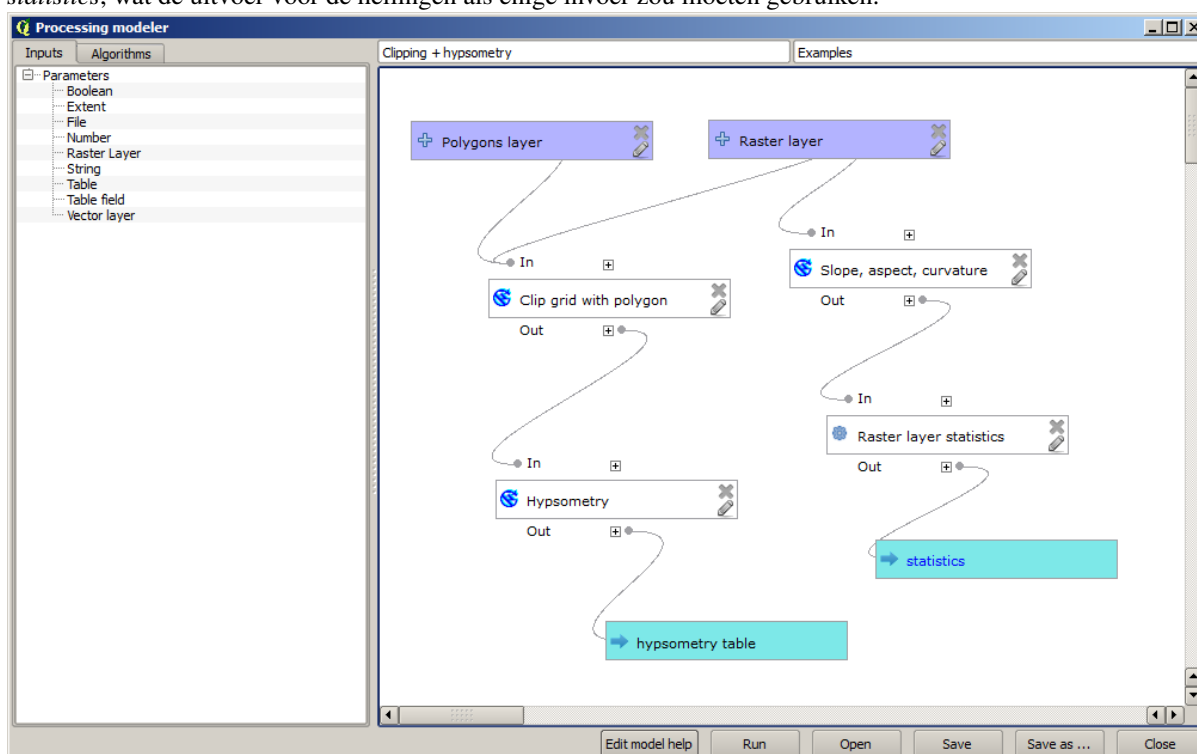 statistics, wat de uitvoer voor de hellingen als enige invoer zou moeten gebruiken.
Processing modeler
Inputs
Algorithms
Clipping + hypsometry
Examples
Parameters
Boolean
Extent
File
Number
Raster Layer
String
Table
Table field
Vector layer
Polygons layer
Raster layer
In
Slope, aspect, curvature
Out
In
Clip grid with polygon
Out
In
Raster layer statistics
Out
In
Hypsometry
Out
statistics
hypsometry table
Edit model help
Run
Open
Save
Save as ...
Close